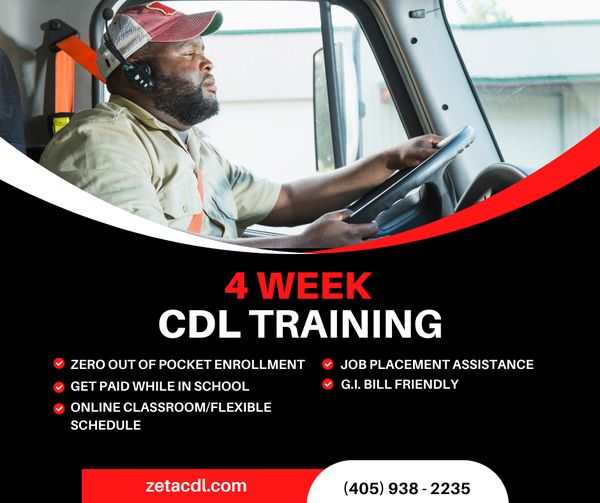 4 WEEK
CDL TRAINING
ZERO OUT OF POCKET ENROLLMENT
GET PAID WHILE IN SCHOOL
ONLINE CLASSROOM/FLEXIBLE
SCHEDULE
JOB PLACEMENT ASSISTANCE
G.I. BILL FRIENDLY
zetacdl.com
(405) 938 - 2235